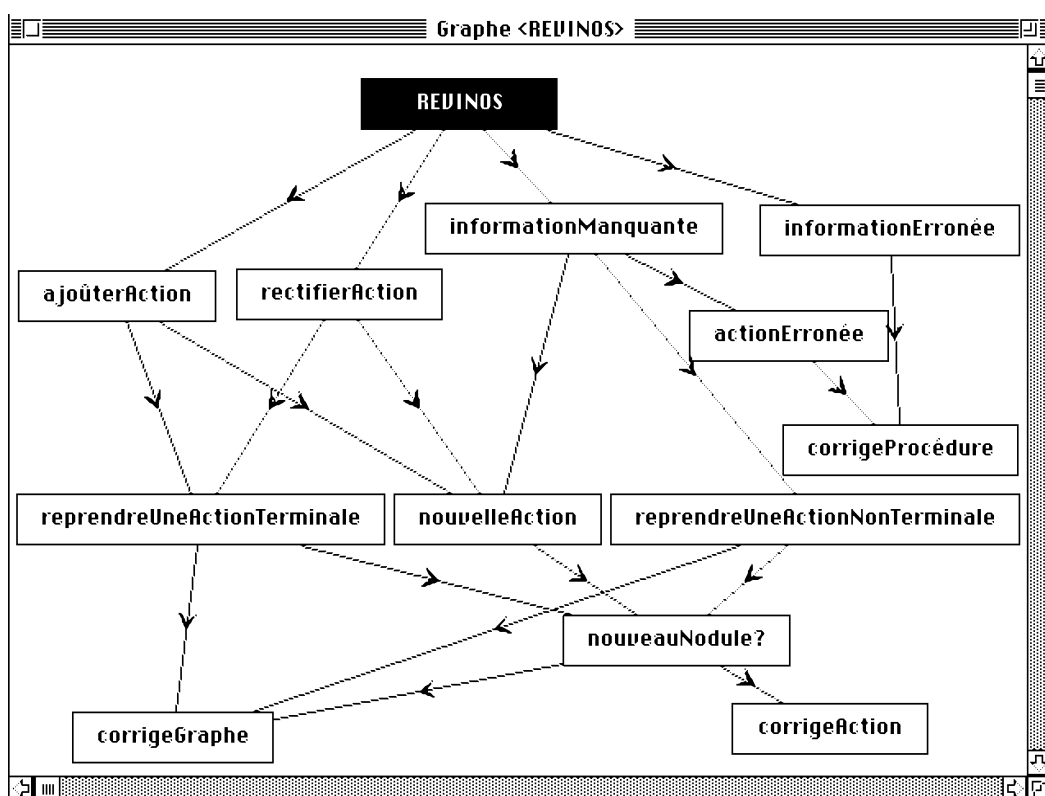 Graphe <REVINOS>
REVINOS
informationManquante
informationErronée
ajoûterAction
rectifierAction
actionErronée
corrigeProcédure
reprendreUneActionTerminale
nouvelleAction
reprendreUneActionNonTerminale
nouveauNodule?
corrigeGraphe
corrigeAction